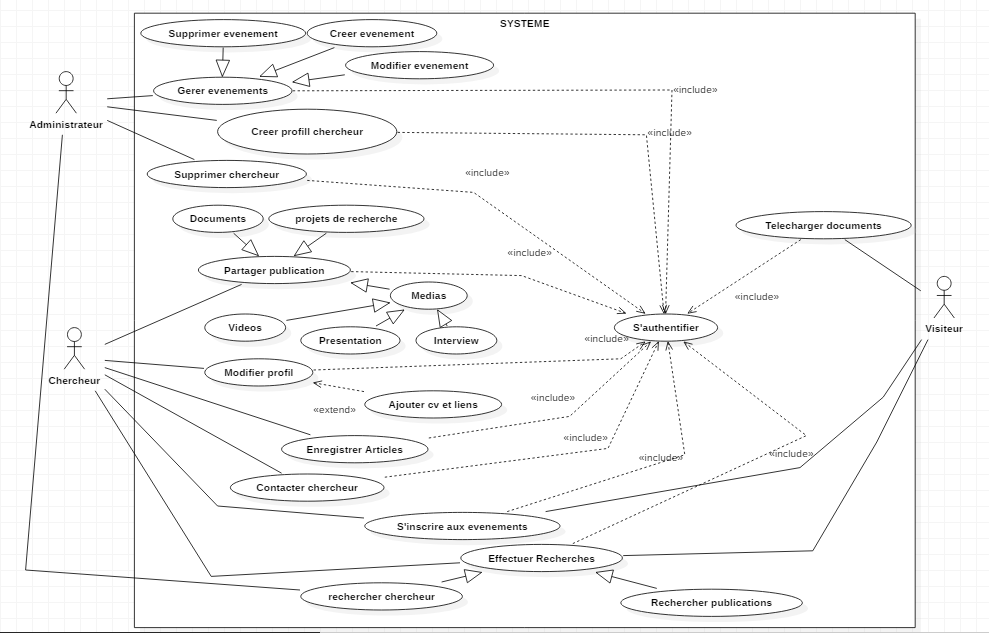 SYSTEME
Supprimer evenement
Creer evenement
Modifier evenement
Gerer evenements
«include»
Administrateur
Creer profill chercheur
«include»
Supprimer chercheur
«include»
Documents
projets de recherche
Telecharger documents
«include»
Partager publication
Medias
«include»
Videos
S'authentifier
Visiteur
Presentation
Interview
«include»
Chercheur
Modifier profil
Ajouter cv et liens
«extend»
«include»
Enregistrer Articles
«include»
«include»
«include»
Contacter chercheur
S'inscrire aux evenements
Effectuer Recherches
rechercher chercheur
Rechercher publications